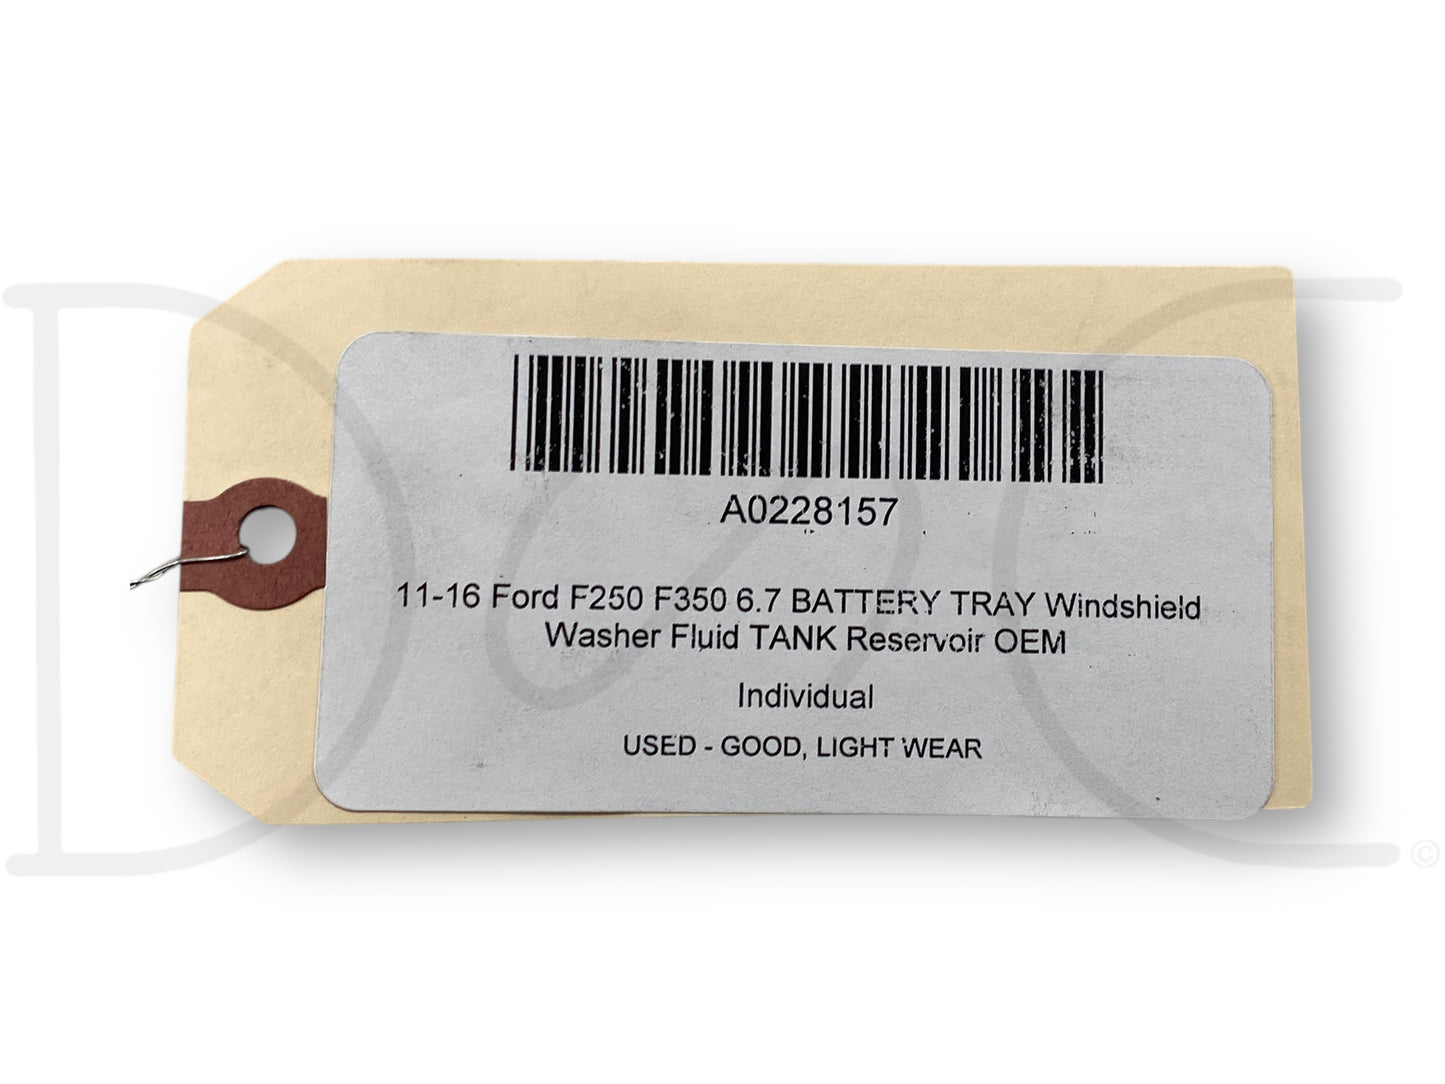 A0228157
11-16 Ford F250 F350 6.7 BATTERY TRAY Windshield
Washer Fluid TANK Reservoir OEM
Individual
USED - GOOD, LIGHT WEAR
©